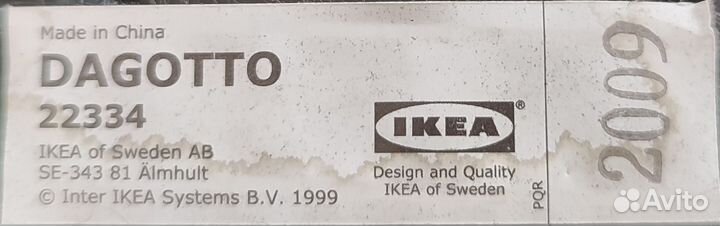 Made in China
DAGOTTO
22334
IKEA of Sweden AB
SE-343 81 Älmhult
© Inter IKEA Systems B.V. 1999
IKEA®
Design and Quality
IKEA of Sweden
PQR
2009
Avito